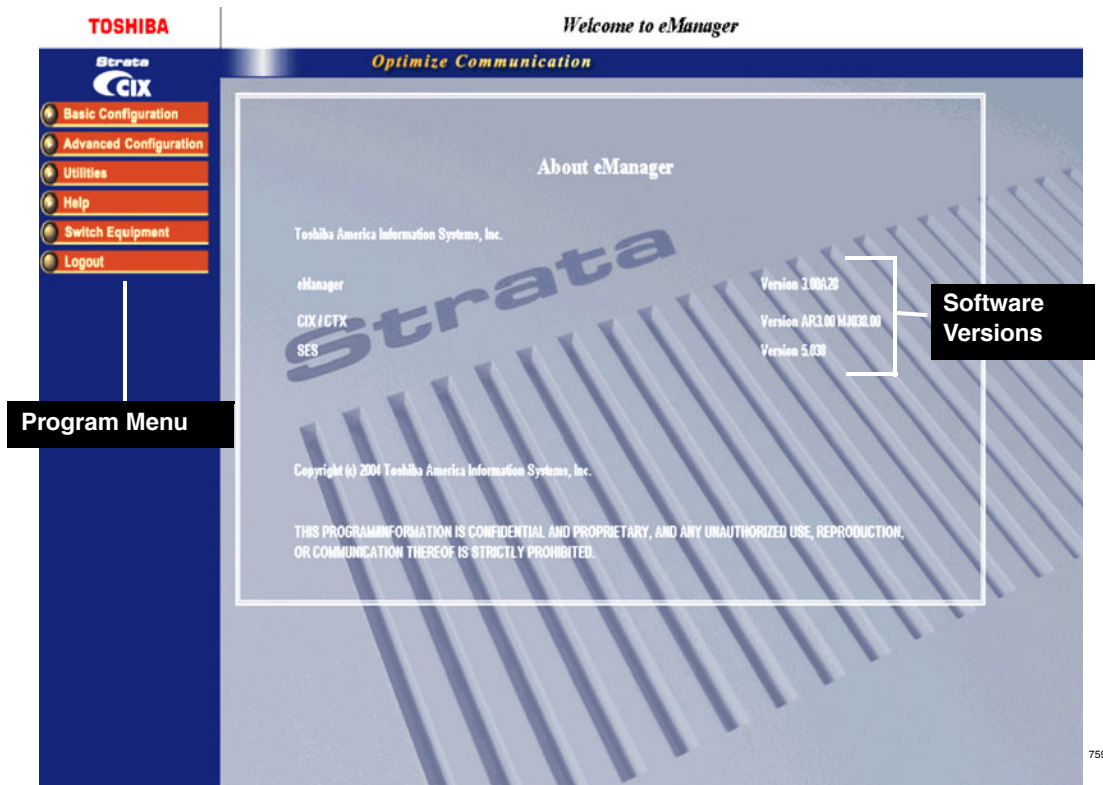 TOSHIBA
Welcome to eManager
Strata
CIX
Optimize Communication
Basic Configuration
Advanced Configuration
Utilities
Help
Switch Equipment
Logout
About eManager
Toshiba America Information Systems, Inc.
eManager Version 3.00A28
CIX / CTX Version AR3.00 MJ038.00
SES Version 5.038
Strata
Software
Versions
Program Menu
Copyright (c) 2004 Toshiba America Information Systems, Inc.
THIS PROGRAM/INFORMATION IS CONFIDENTIAL AND PROPRIETARY, AND ANY UNAUTHORIZED USE, REPRODUCTION,
OR COMMUNICATION THEREOF IS STRICTLY PROHIBITED.